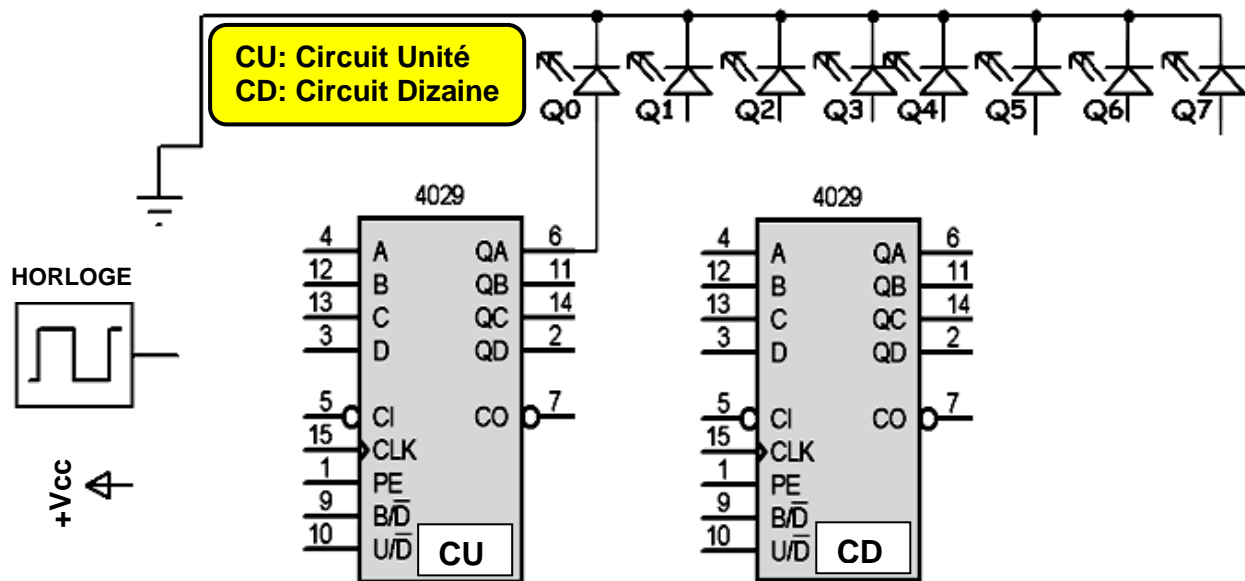 CU: Circuit Unité
CD: Circuit Dizaine
Q0 Q1 Q2 Q3 Q4 Q5 Q6 Q7
4029
4 A QA 6
12 B QB 11
13 C QC 14
3 D QD 2
5 CI CO 7
15 CLK
1 PE
9 B/D̅
10 U/D̅
CU
4029
4 A QA 6
12 B QB 11
13 C QC 14
3 D QD 2
5 CI CO 7
15 CLK
1 PE
9 B/D̅
10 U/D̅
CD
HORLOGE
+Vcc